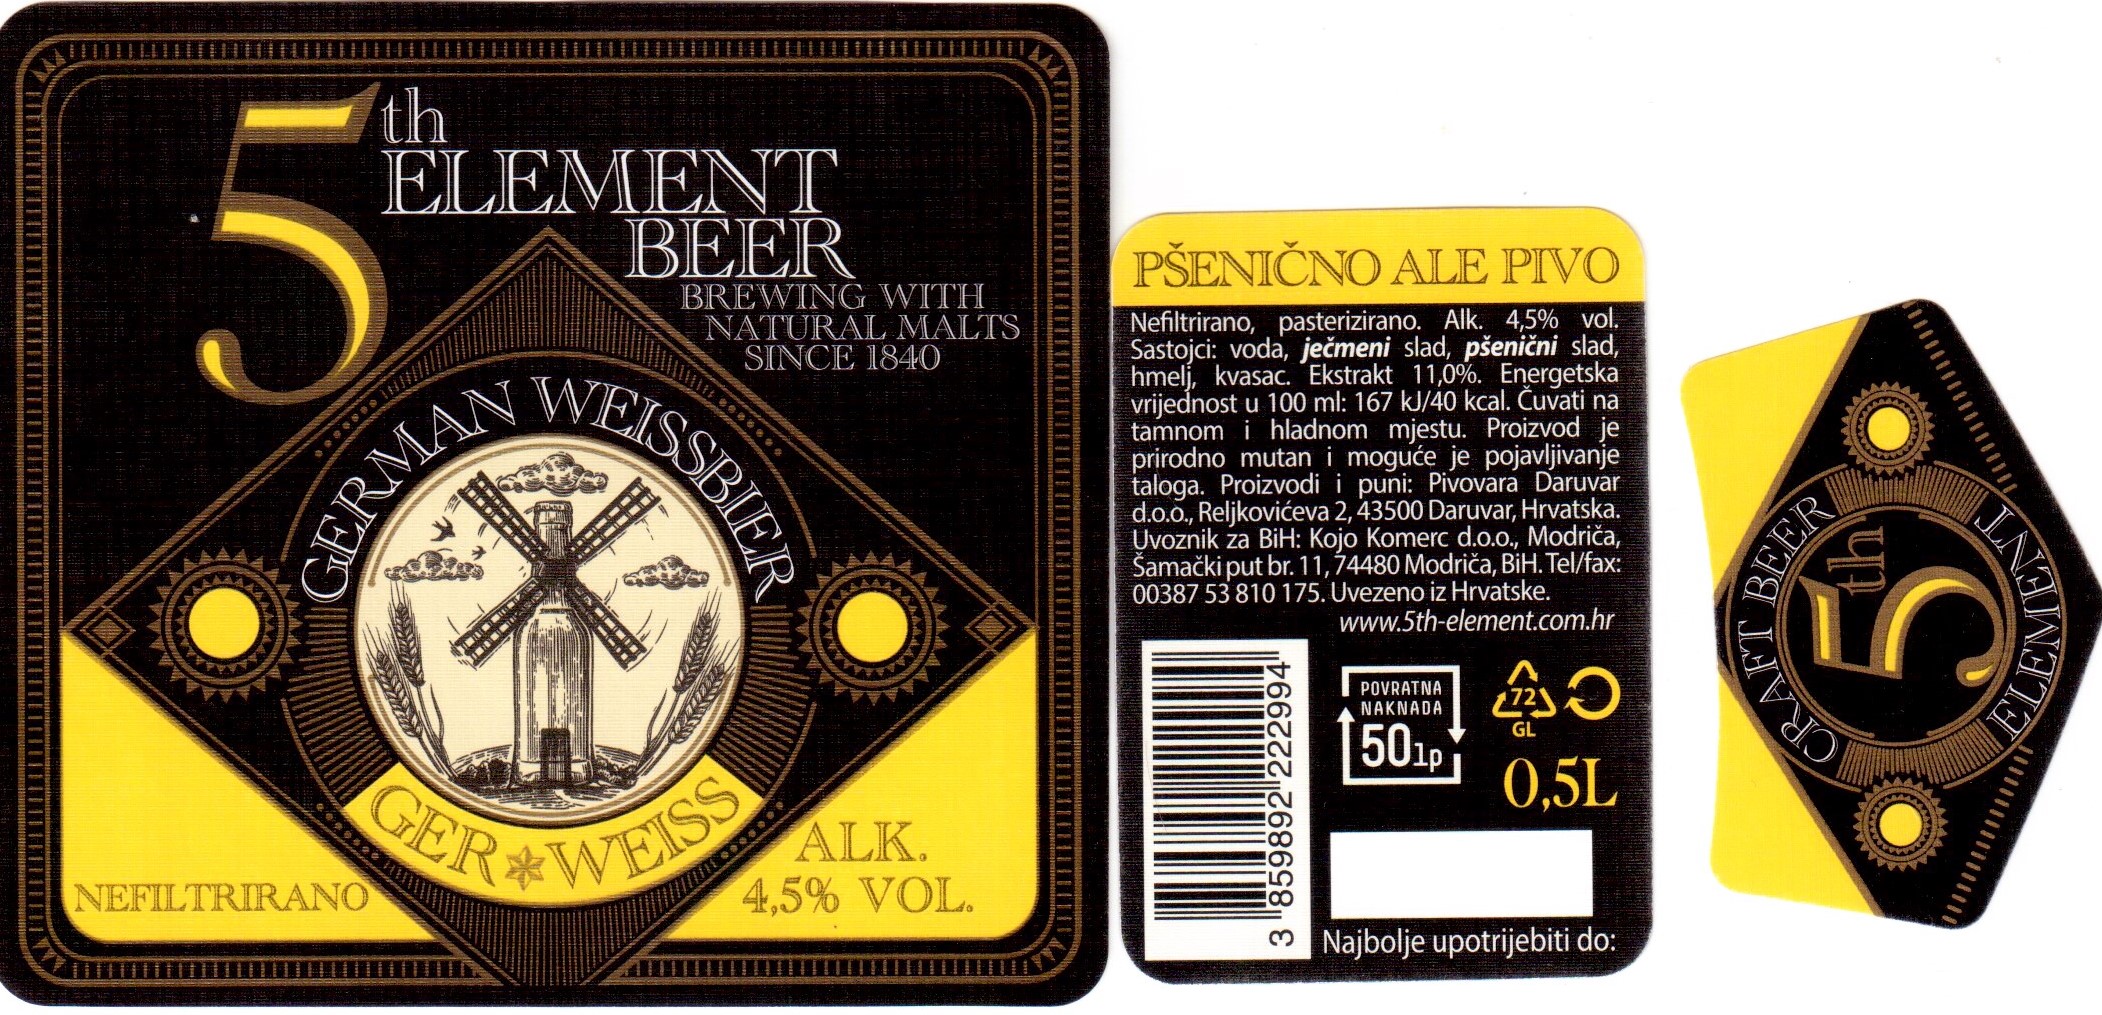 5th
ELEMENT
BEER
BREWING WITH
NATURAL MALTS
SINCE 1840
GERMAN WEISSBIER
GER WEISS
NEFILTRIRANO
ALK.
4,5% VOL.
PŠENIČNO ALE PIVO
Nefiltrirano, pasterizirano. Alk. 4,5% vol.
Sastojci: voda, ječmeni slad, pšenični slad,
hmelj, kvasac. Ekstrakt 11,0%. Energetska
vrijednost u 100 ml: 167 kJ/40 kcal. Čuvati na
tamnom i hladnom mjestu. Proizvod je
prirodno mutan i moguće je pojavljivanje
taloga. Proizvodi i puni: Pivovara Daruvar
d.o.o., Reljkovićeva 2, 43500 Daruvar, Hrvatska.
Uvoznik za BiH: Kojo Komerc d.o.o., Modriča,
Šamački put br. 11, 74480 Modriča, BiH. Tel/fax:
00387 53 810 175. Uvezeno iz Hrvatske.
www.5th-element.com.hr
3 859892 222994
POVRATNA
NAKNADA
50lp
72
GL
0,5L
Najbolje upotrijebiti do:
CRAFT BEER
5th
ELEMENT